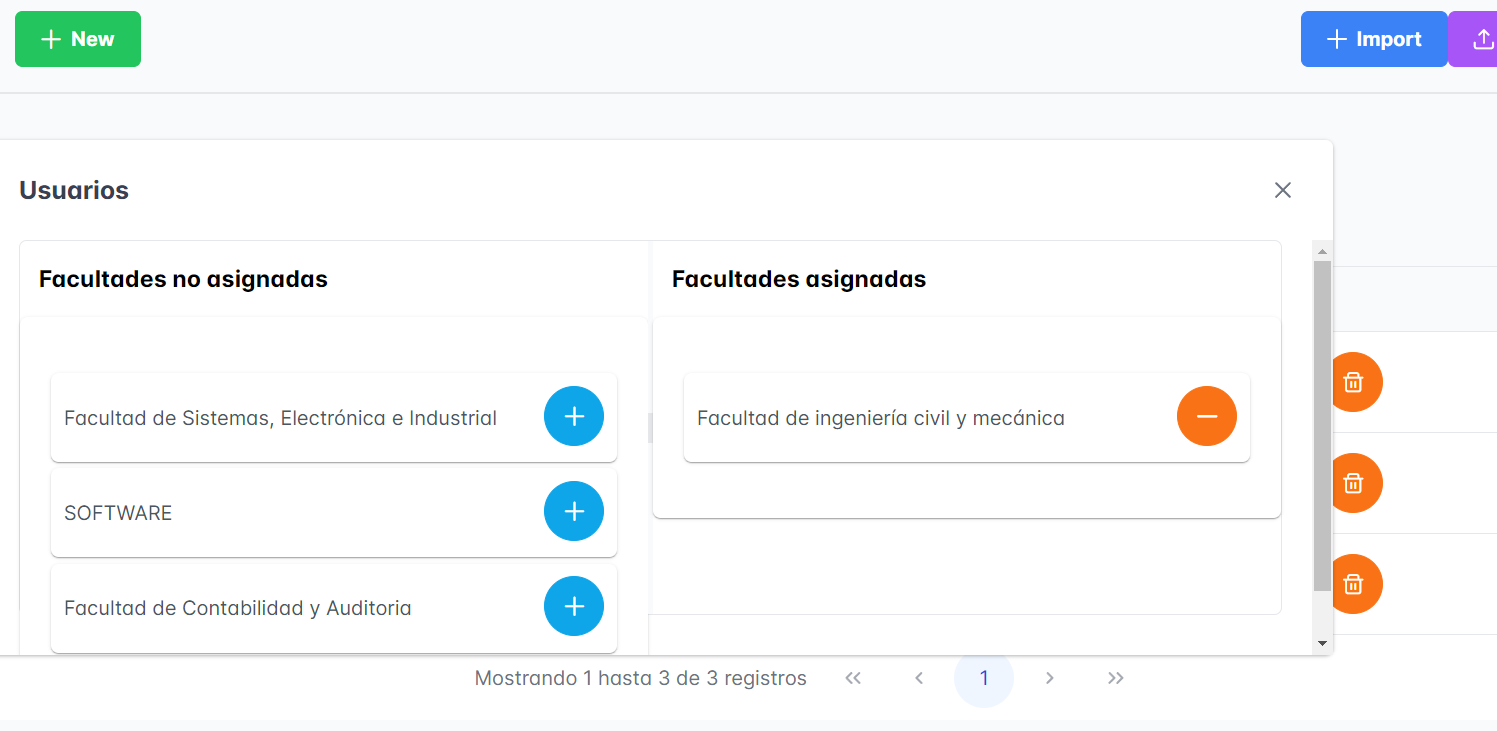 New
Import
Usuarios
Facultades no asignadas
Facultades asignadas
Facultad de Sistemas, Electrónica e Industrial
Facultad de ingeniería civil y mecánica
SOFTWARE
Facultad de Contabilidad y Auditoria
Mostrando 1 hasta 3 de 3 registros
1